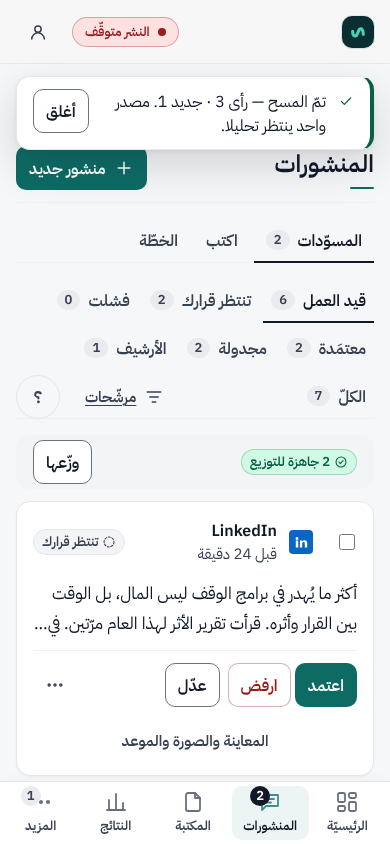 النشر متوقّف
تمّ المسح — رأى 3 · جديد 1. مصدر
واحد ينتظر تحليلا.
أغلق
المنشورات
منشور جديد
المسوّدات 2
اكتب
الخطّة
قيد العمل 6
تنتظر قرارك 2
فشلت 0
معتمَدة 2
مجدولة 2
الأرشيف 1
الكلّ 7
مرشّحات
؟
2 جاهزة للتوزيع
وزّعها
LinkedIn
قبل 24 دقيقة
تنتظر قرارك
أكثر ما يُهدر في برامج الوقف ليس المال، بل الوقت
بين القرار وأثره. قرأت تقرير الأثر لهذا العام مرّتين. في...
اعتمد
ارفض
عدّل
المعاينة والصورة والموعد
الرئيسيّة
المنشورات 2
المكتبة
النتائج
المزيد 1